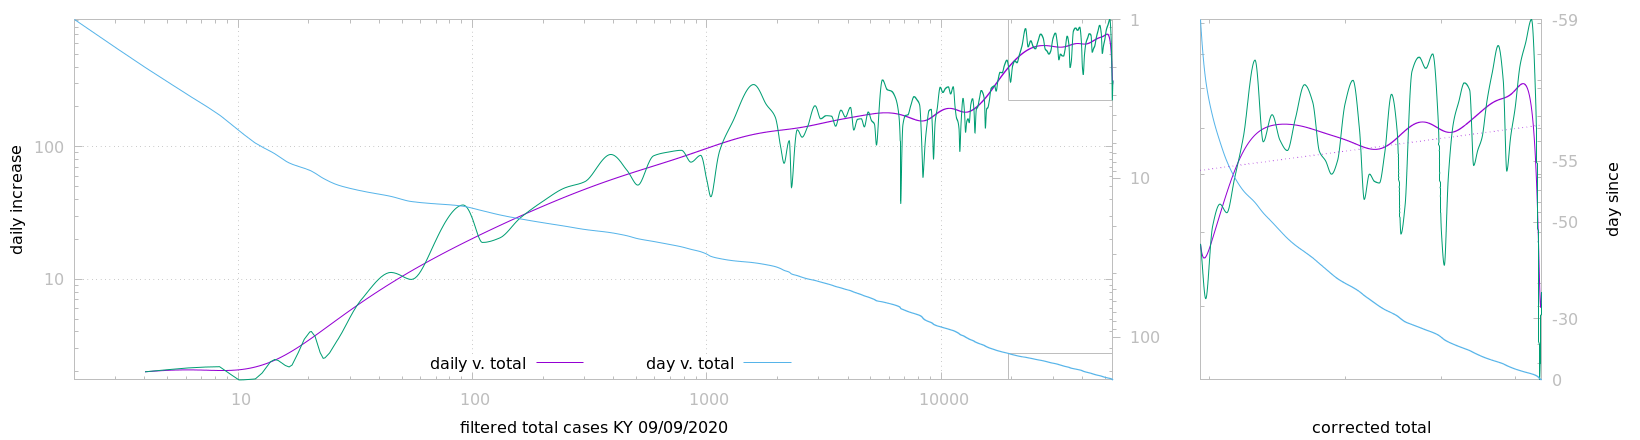 daily increase
100
10
10
100
1000
10000
1
10
100
daily v. total
day v. total
filtered total cases KY 09/09/2020
-59
-55
-50
-30
0
day since
corrected total